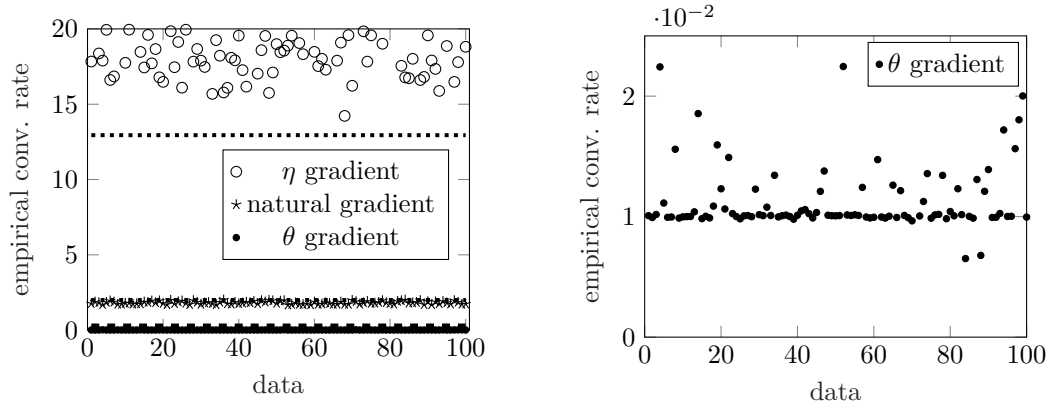 20
15
10
5
0
0
20
40
60
80
100
data
empirical conv. rate
η gradient
natural gradient
θ gradient
·10⁻²
2
1
0
0
20
40
60
80
100
data
empirical conv. rate
θ gradient